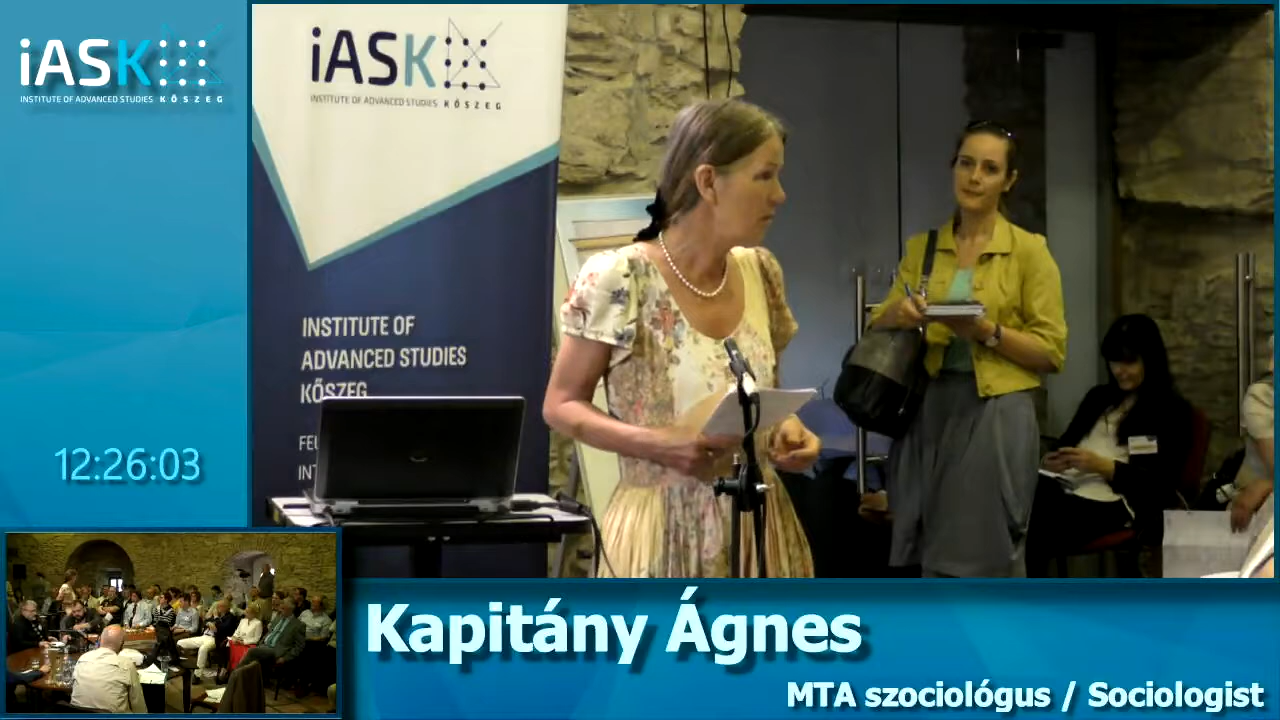 iASK
INSTITUTE OF ADVANCED STUDIES KŐSZEG
iASK
INSTITUTE OF ADVANCED STUDIES KŐSZEG
INSTITUTE OF
ADVANCED STUDIES
KŐSZEG
12:26:03
Kapitány Ágnes
MTA szociológus / Sociologist